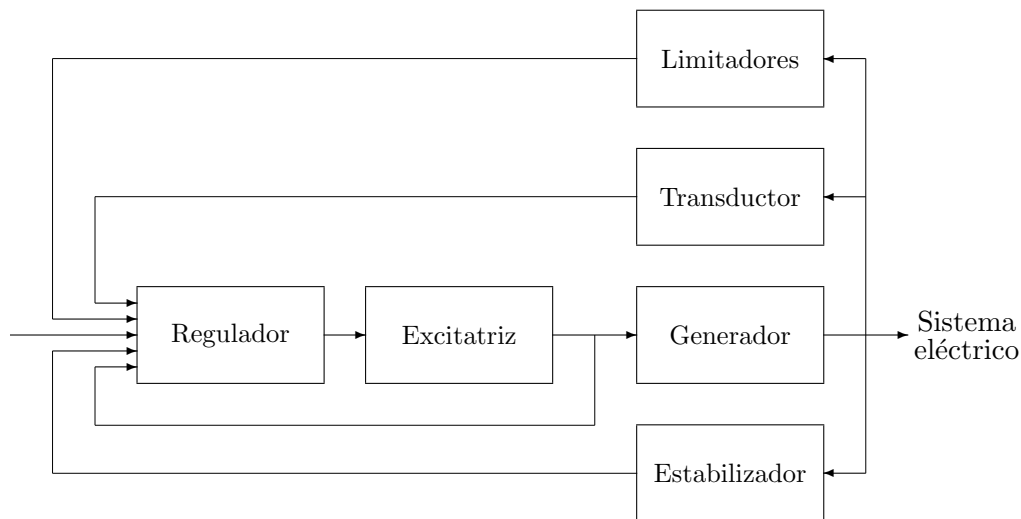 Limitadores
Transductor
Regulador
Excitatriz
Generador
Sistema
eléctrico
Estabilizador